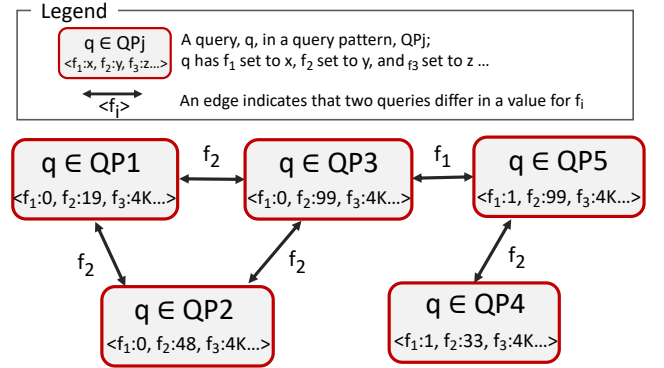 Legend
q ∈ QPj
<f₁:x, f₂:y, f₃:z...>
A query, q, in a query pattern, QPj;
q has f₁ set to x, f₂ set to y, and f₃ set to z ...
<fᵢ>
An edge indicates that two queries differ in a value for fᵢ
q ∈ QP1
<f₁:0, f₂:19, f₃:4K...>
f₂
q ∈ QP3
<f₁:0, f₂:99, f₃:4K...>
f₁
q ∈ QP5
<f₁:1, f₂:99, f₃:4K...>
f₂
f₂
f₂
q ∈ QP2
<f₁:0, f₂:48, f₃:4K...>
q ∈ QP4
<f₁:1, f₂:33, f₃:4K...>